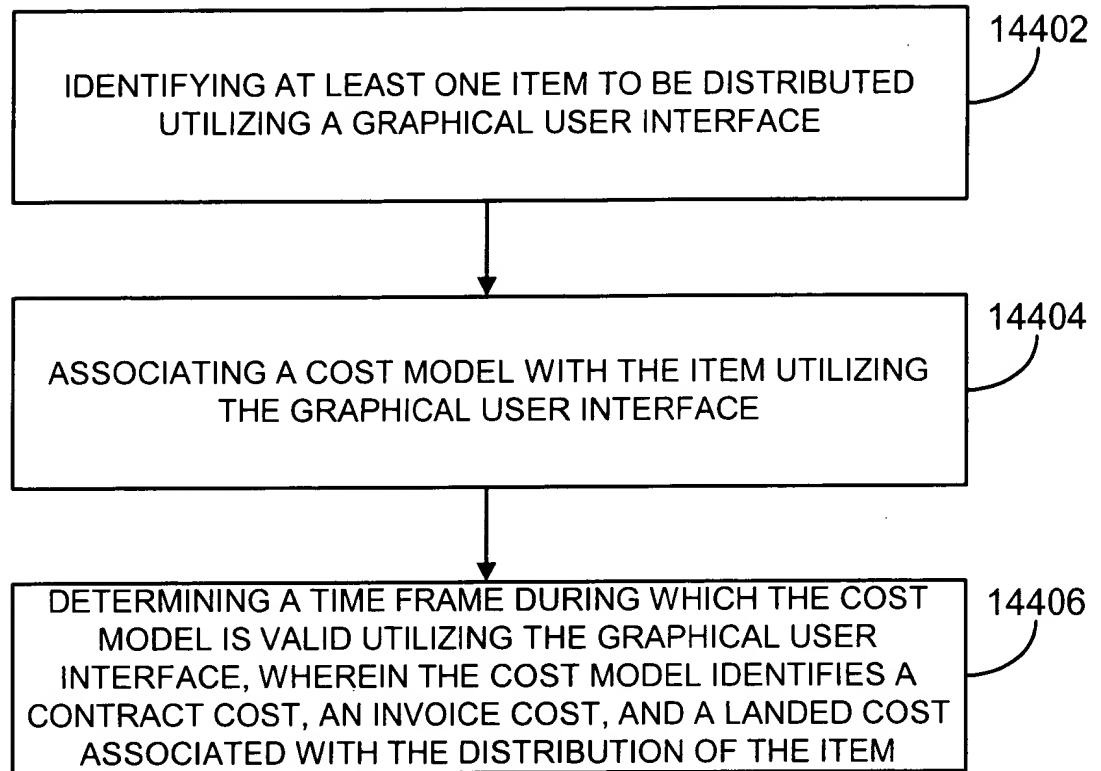 14402
IDENTIFYING AT LEAST ONE ITEM TO BE DISTRIBUTED
UTILIZING A GRAPHICAL USER INTERFACE
14404
ASSOCIATING A COST MODEL WITH THE ITEM UTILIZING
THE GRAPHICAL USER INTERFACE
14406
DETERMINING A TIME FRAME DURING WHICH THE COST
MODEL IS VALID UTILIZING THE GRAPHICAL USER
INTERFACE, WHEREIN THE COST MODEL IDENTIFIES A
CONTRACT COST, AN INVOICE COST, AND A LANDED COST
ASSOCIATED WITH THE DISTRIBUTION OF THE ITEM